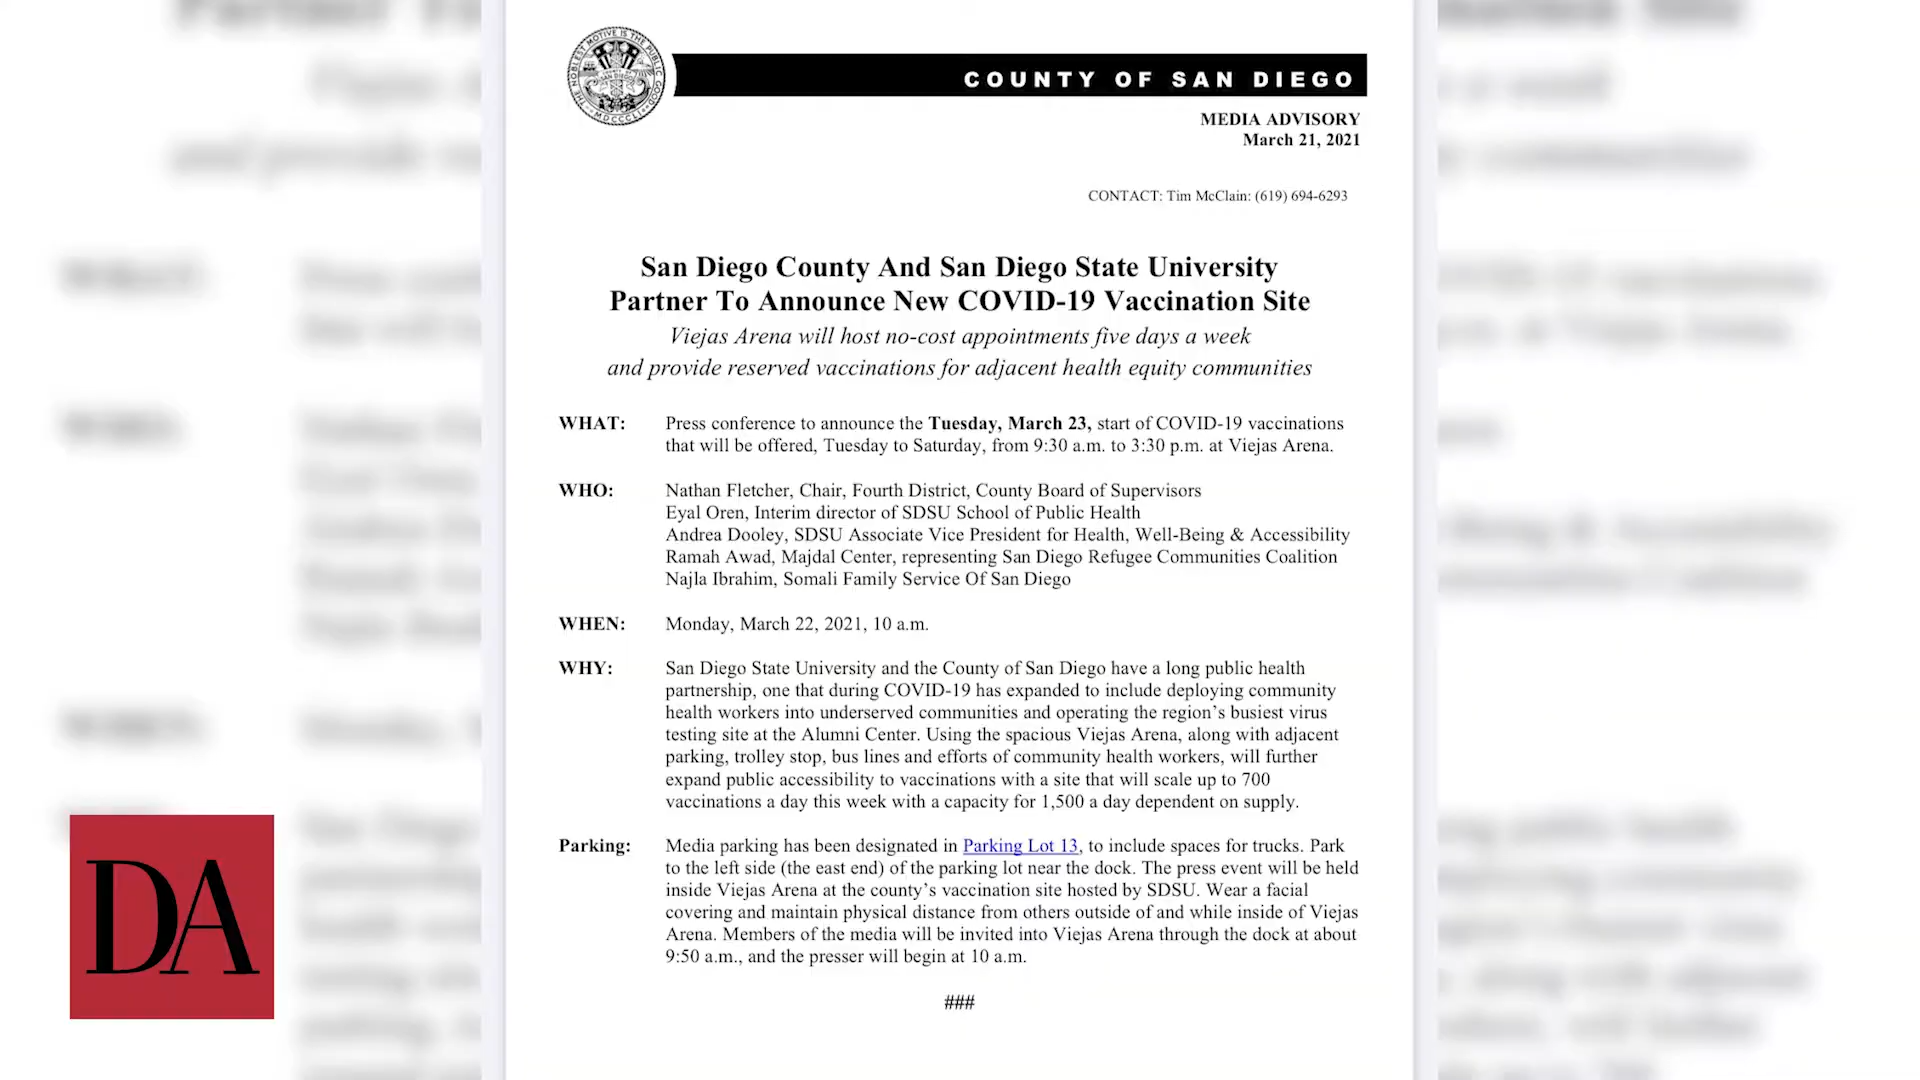 COUNTY OF SAN DIEGO
MEDIA ADVISORY
March 21, 2021
CONTACT: Tim McClain: (619) 694-6293
San Diego County And San Diego State University
Partner To Announce New COVID-19 Vaccination Site
Viejas Arena will host no-cost appointments five days a week
and provide reserved vaccinations for adjacent health equity communities
WHAT: Press conference to announce the Tuesday, March 23, start of COVID-19 vaccinations
that will be offered, Tuesday to Saturday, from 9:30 a.m. to 3:30 p.m. at Viejas Arena.
WHO: Nathan Fletcher, Chair, Fourth District, County Board of Supervisors
Eyal Oren, Interim director of SDSU School of Public Health
Andrea Dooley, SDSU Associate Vice President for Health, Well-Being & Accessibility
Ramah Awad, Majdal Center, representing San Diego Refugee Communities Coalition
Najla Ibrahim, Somali Family Service Of San Diego
WHEN: Monday, March 22, 2021, 10 a.m.
WHY: San Diego State University and the County of San Diego have a long public health
partnership, one that during COVID-19 has expanded to include deploying community
health workers into underserved communities and operating the region's busiest virus
testing site at the Alumni Center. Using the spacious Viejas Arena, along with adjacent
parking, trolley stop, bus lines and efforts of community health workers, will further
expand public accessibility to vaccinations with a site that will scale up to 700
vaccinations a day this week with a capacity for 1,500 a day dependent on supply.
Parking: Media parking has been designated in Parking Lot 13, to include spaces for trucks. Park
to the left side (the east end) of the parking lot near the dock. The press event will be held
inside Viejas Arena at the county's vaccination site hosted by SDSU. Wear a facial
covering and maintain physical distance from others outside of and while inside of Viejas
Arena. Members of the media will be invited into Viejas Arena through the dock at about
9:50 a.m., and the presser will begin at 10 a.m.
###
DA
THE NOBLEST MOTIVE IS THE PUBLIC GOOD
MDCCCLI